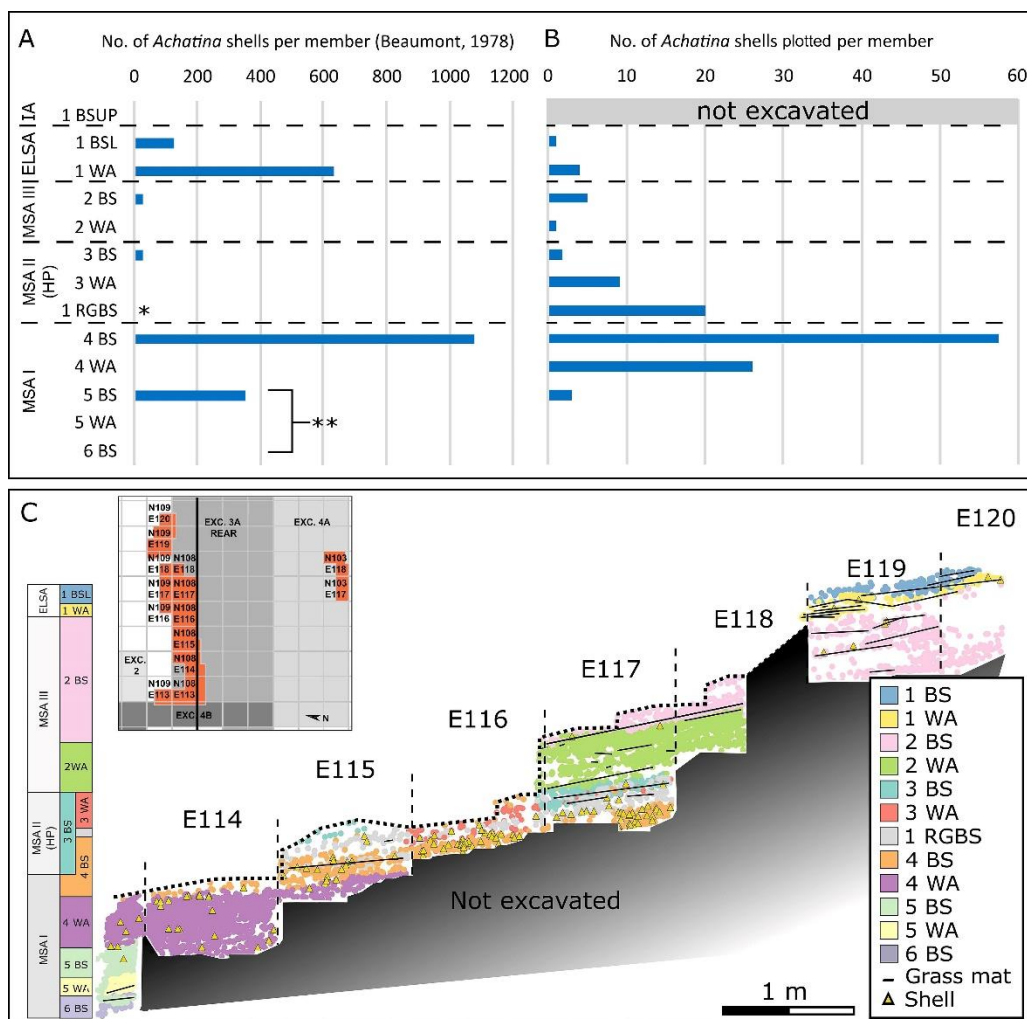 A
No. of Achatina shells per member (Beaumont, 1978)
0 200 400 600 800 1000 1200
B
No. of Achatina shells plotted per member
0 10 20 30 40 50 60
IA
ELSA
MSA III
MSA II
(HP)
MSA I
1 BSUP
1 BSL
1 WA
2 BS
2 WA
3 BS
3 WA
1 RGBS
4 BS
4 WA
5 BS
5 WA
6 BS
*
**
not excavated
C
N109
E120
N109
E119
N109 N108
E118 E118
N109 N108
E117 E117
N109 N108
E116 E116
N108
E115
N108
E114
N109 N108
E113 E113
EXC. 3A
REAR
EXC. 4A
N103
E118
N103
E117
EXC.
2
EXC. 4B
N
E114
E115
E116
E117
E118
E119
E120
ELSA
MSA III
MSA II
(HP)
MSA I
1 BSL
1 WA
2 BS
2WA
3 BS
3 WA
4 BS
4 WA
5 BS
5 WA
6 BS
Not excavated
1 m
1 BS
1 WA
2 BS
2 WA
3 BS
3 WA
1 RGBS
4 BS
4 WA
5 BS
5 WA
6 BS
Grass mat
Shell